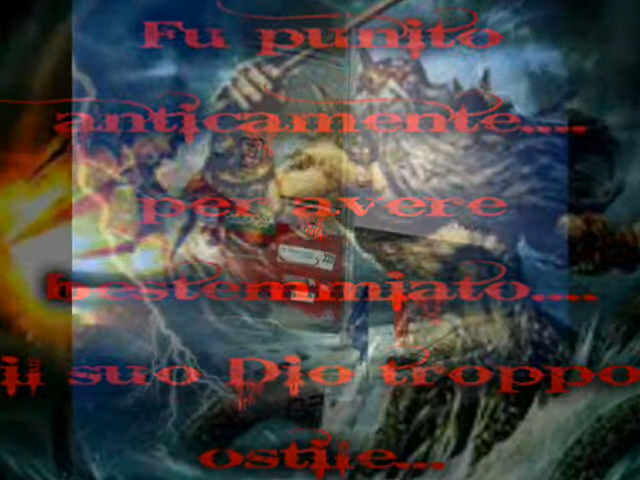 Fu punito
anticamente....
per avere
bestemmiato....
il suo Dio troppo
ostile...